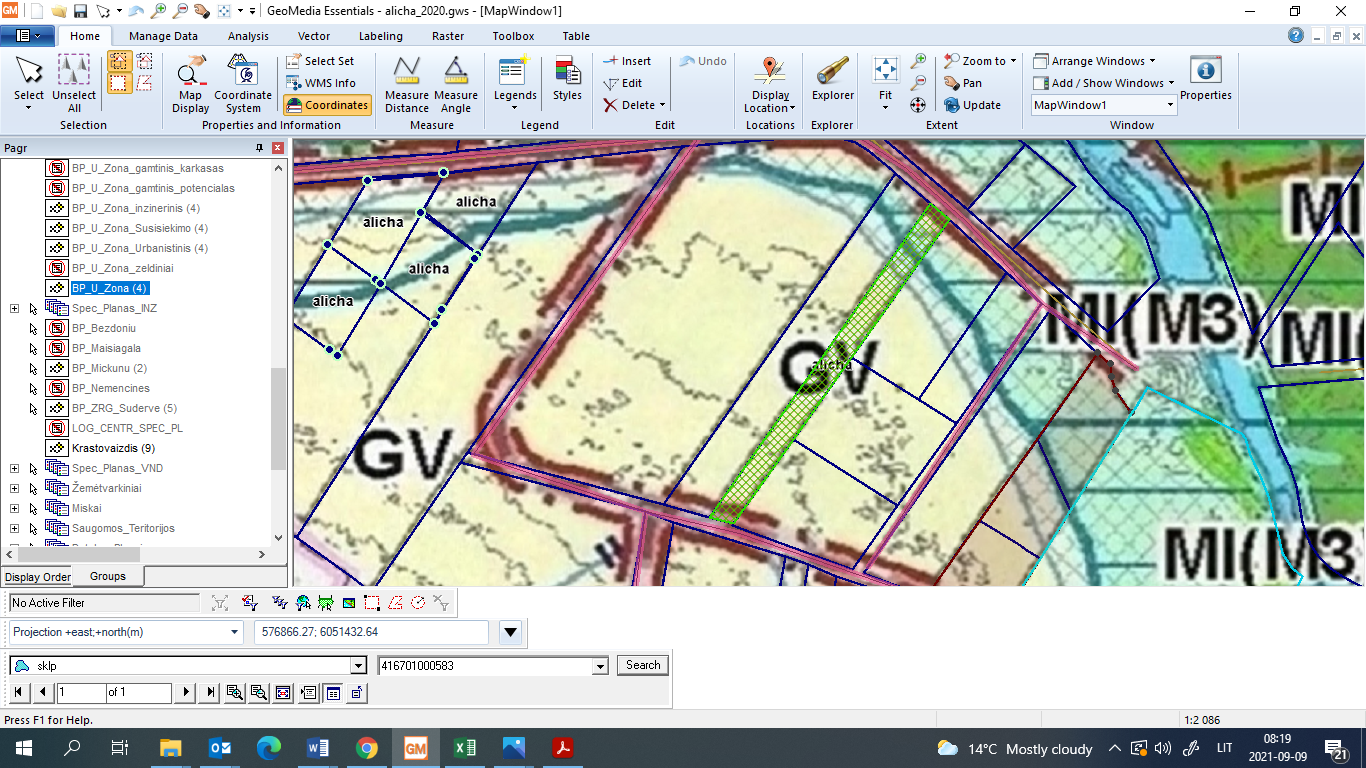 GM GeoMedia Essentials - alicha_2020.gws - [MapWindow1]
Home Manage Data Analysis Vector Labeling Raster Toolbox Table
Select Unselect All
Selection
Map Display Coordinate System Select Set WMS Info Coordinates
Properties and Information
Measure Distance Measure Angle
Measure
Legends Styles
Legend
Insert Edit Delete Undo
Edit
Display Location
Locations
Explorer
Explorer
Fit Zoom to Pan Update
Extent
Arrange Windows Add / Show Windows MapWindow1 Properties
Window
Pagr
BP_U_Zona_gamtinis_karkasas
BP_U_Zona_gamtinis_potencialas
BP_U_Zona_inzinerinis (4)
BP_U_Zona_Susisiekimo (4)
BP_U_Zona_Urbanistinis (4)
BP_U_Zona_zeldiniai
BP_U_Zona (4)
Spec_Planas_INZ
BP_Bezdoniu
BP_Maisiagala
BP_Mickunu (2)
BP_Nemencines
BP_ZRG_Suderve (5)
LOG_CENTR_SPEC_PL
Krastovaizdis (9)
Spec_Planas_VND
Žemėtvarkiniai
Miskai
Saugomos_Teritorijos
Display Order Groups
alicha
alicha
alicha
alicha
GV
alicha
GV
MI(M3)
MI
MI(
MI(M3
No Active Filter
Projection +east;+north(m) 576866.27; 6051432.64
sklp 416701000583 Search
1 of 1
Press F1 for Help. 1:2 086
14°C Mostly cloudy LIT 08:19
2021-09-09 21